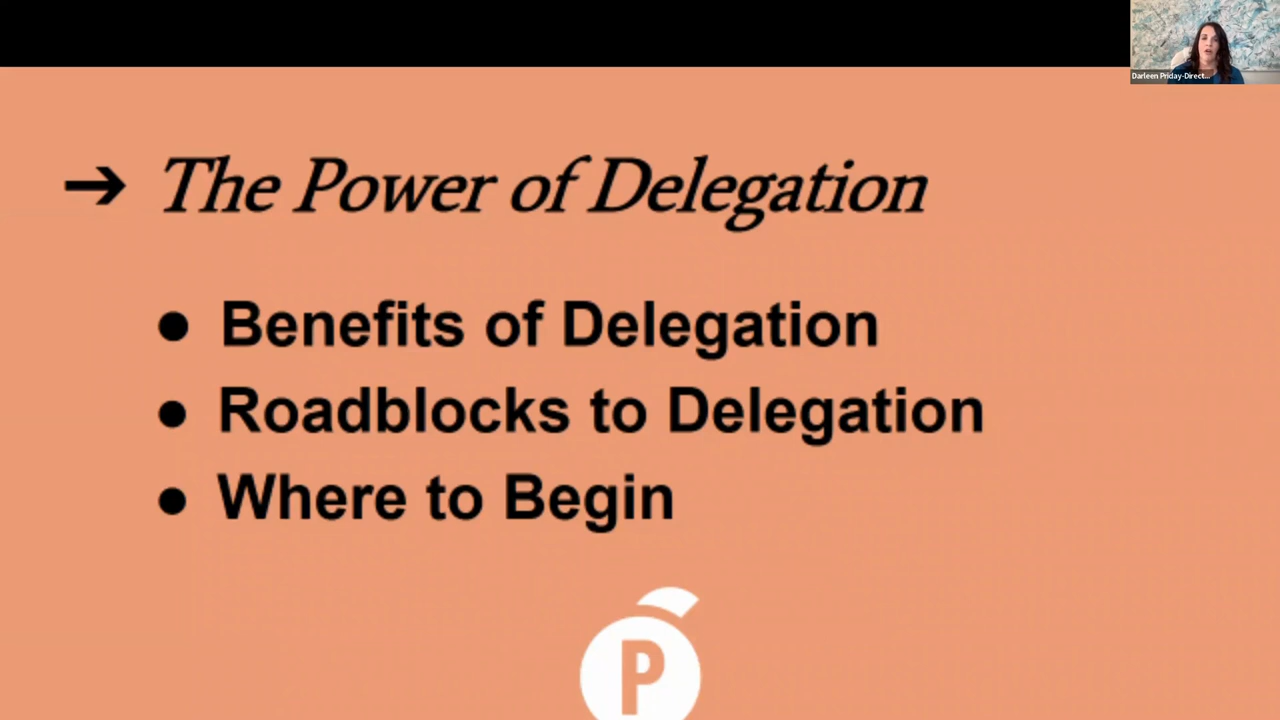 Darleen Priday-Direct...
➔ The Power of Delegation
● Benefits of Delegation
● Roadblocks to Delegation
● Where to Begin
P